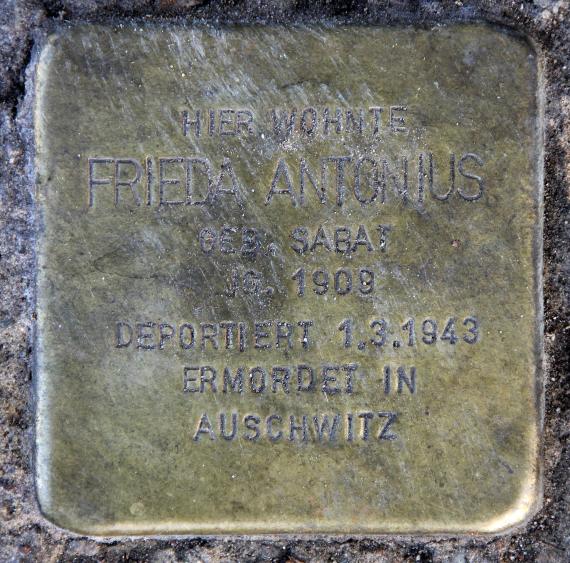 HIER WOHNTE
FRIEDA ANTONIUS
GEB. SABAT
JG. 1909
DEPORTIERT 1.3.1943
ERMORDET IN
AUSCHWITZ